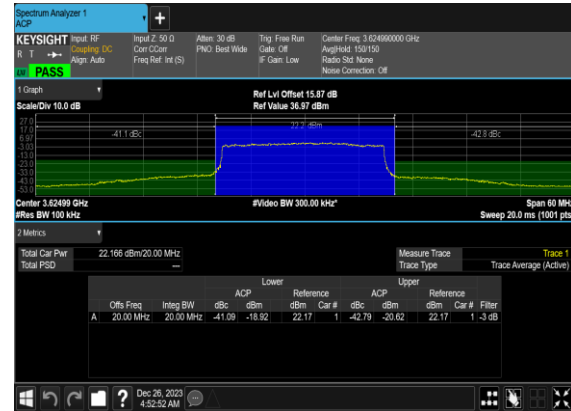 Spectrum Analyzer 1
ACP
+
KEYSIGHT Input: RF Input Z: 50 Ω Atten: 30 dB Trig: Free Run Center Freq: 3.624990000 GHz
R T Coupling: DC Corr CCorr PNO: Best Wide Gate: Off Avg|Hold: 150/150
Align: Auto Freq Ref: Int (S) IF Gain: Low Radio Std: None
PASS Noise Correction: Off
1 Graph
Scale/Div 10.0 dB
Ref Lvl Offset 15.87 dB
Ref Value 36.97 dBm
27.0
17.0
6.97
-3.03
-13.0
-23.0
-33.0
-43.0
-53.0
-41.1 dBc
22.2 dBm
-42.8 dBc
Center 3.62499 GHz #Video BW 300.00 kHz* Span 60 MHz
#Res BW 100 kHz Sweep 20.0 ms (1001 pts
2 Metrics
Total Car Pwr 22.166 dBm/20.00 MHz Measure Trace Trace 1
Total PSD --- Trace Type Trace Average (Active)
Lower Upper
ACP Reference ACP Reference
Offs Freq Integ BW dBc dBm dBm Car # dBc dBm dBm Car # Filter
A 20.00 MHz 20.00 MHz -41.09 -18.92 22.17 1 -42.79 -20.62 22.17 1 -3 dB
?
Dec 26, 2023
4:52:52 AM